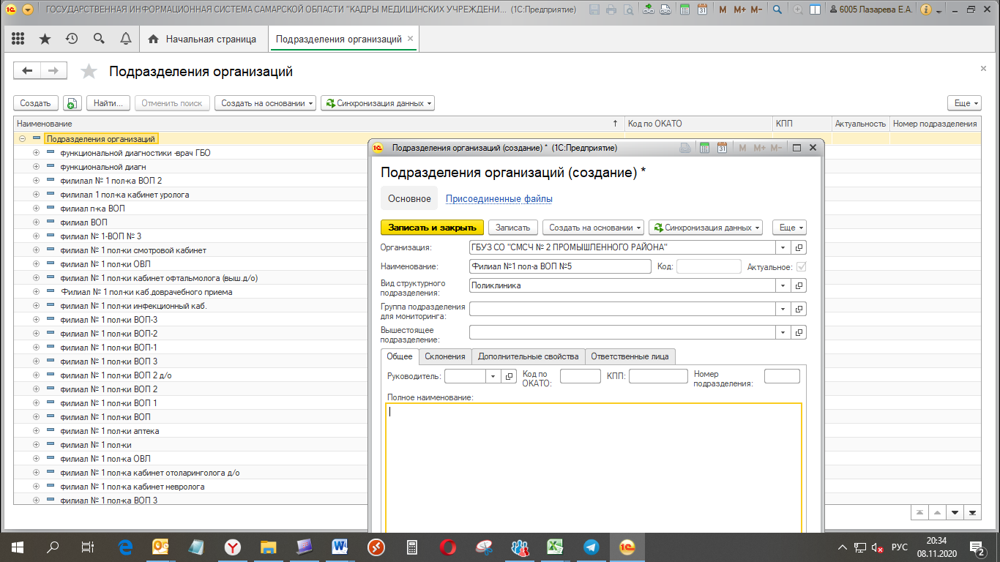 ГОСУДАРСТВЕННАЯ ИНФОРМАЦИОННАЯ СИСТЕМА САМАРСКОЙ ОБЛАСТИ "КАДРЫ МЕДИЦИНСКИХ УЧРЕЖДЕНИ... (1С:Предприятие) M M+ M- 6005 Лазарева Е.А.
Начальная страница Подразделения организаций
Подразделения организаций
Создать Найти... Отменить поиск Создать на основании Синхронизация данных Еще
Наименование Код по ОКАТО КПП Актуальность Номер подразделения
Подразделения организаций
функциональной диагностики -врач ГБО
функциональной диагн
филилал № 1 пол-ка ВОП 2
филилал 1 пол-ка кабинет уролога
филиал п-ка ВОП
филиал ВОП
филиал № 1-ВОП № 3
филиал № 1 пол-ки смотровой кабинет
филиал № 1 пол-ки ОВЛ
филиал № 1 пол-ки кабинет офтальмолога (выш.д/о)
Филиал № 1 пол-ки каб.доврачебного приема
филиал № 1 пол-ки инфекционный каб.
филиал № 1 пол-ки ВОП-3
филиал № 1 пол-ки ВОП-2
филиал № 1 пол-ки ВОП-1
филиал № 1 пол-ки ВОП 3
филиал № 1 пол-ки ВОП 2 д/о
филиал № 1 пол-ки ВОП 2
филиал № 1 пол-ки ВОП 1
филиал № 1 пол-ки ВОП
филиал № 1 пол-ки аптека
филиал № 1 пол-ки
филиал № 1 пол-ка ОВЛ
филиал № 1 пол-ка кабинет отоларинголога д/о
филиал № 1 пол-ка кабинет невролога
филиал № 1 пол-ка ВОП 3
Подразделения организаций (создание) * (1С:Предприятие) M M+ M-
Подразделения организаций (создание) *
Основное Присоединенные файлы
Записать и закрыть Записать Создать на основании Синхронизация данных Еще
Организация: ГБУЗ СО "СМСЧ № 2 ПРОМЫШЛЕННОГО РАЙОНА"
Наименование: Филиал №1 пол-а ВОП №5 Код: Актуальное:
Вид структурного
подразделения: Поликлиника
Группа подразделения
для мониторинга:
Вышестоящее
подразделение:
Общее Склонения Дополнительные свойства Ответственные лица
Руководитель: Код по
ОКАТО: КПП: Номер
подразделения:
Полное наименование:
РУС 20:34
08.11.2020 2